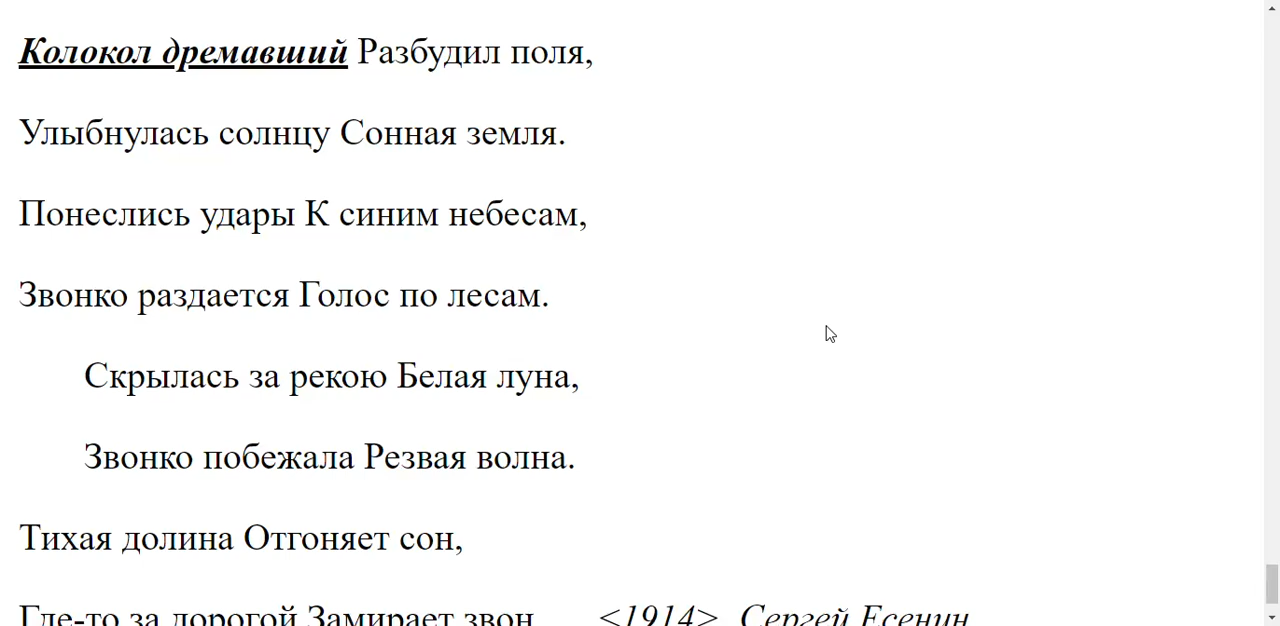 Колокол дремавший Разбудил поля,
Улыбнулась солнцу Сонная земля.
Понеслись удары К синим небесам,
Звонко раздается Голос по лесам.
Скрылась за рекою Белая луна,
Звонко побежала Резвая волна.
Тихая долина Отгоняет сон,
Где-то за дорогой Замирает звон <1914> Сергей Есенин